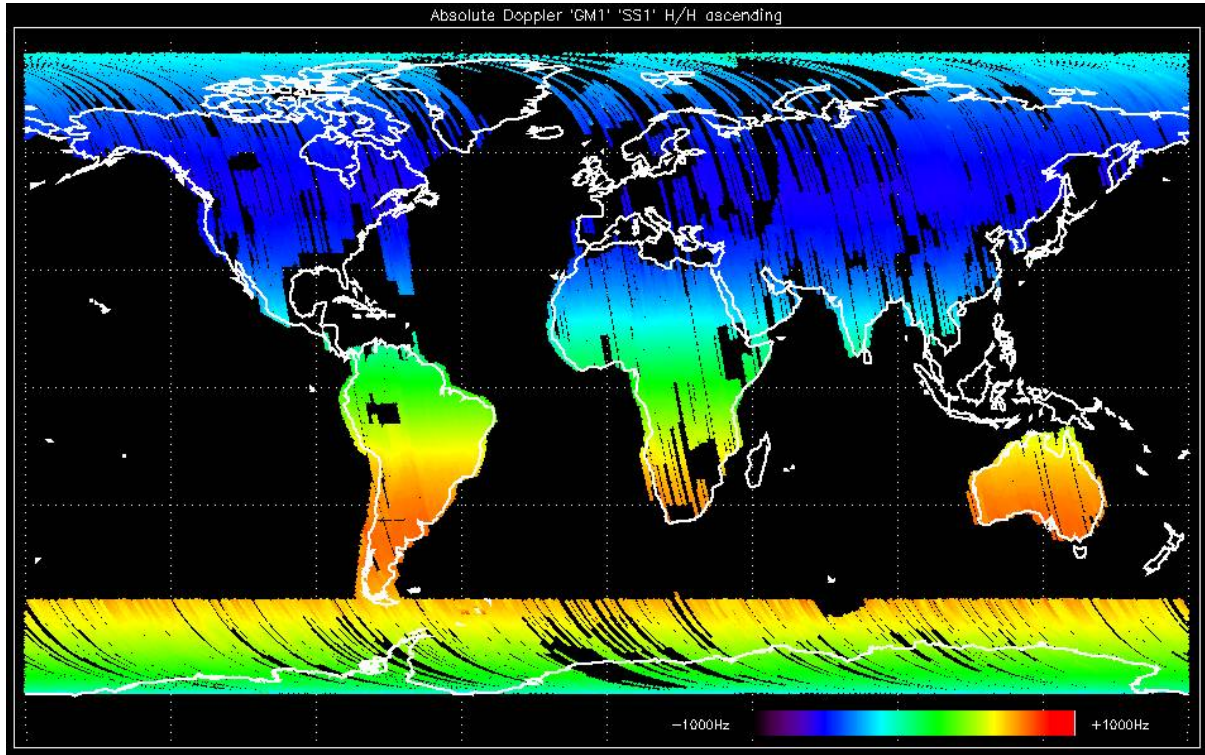 Absolute Doppler 'GM1' 'SS1' H/H ascending
−1000Hz +1000Hz